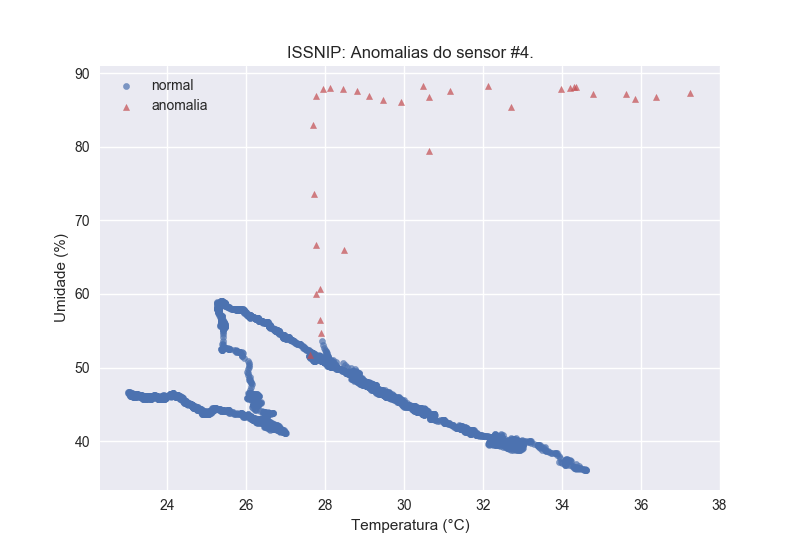 ISSNIP: Anomalias do sensor #4.
normal
anomalia
90
80
70
60
50
40
Umidade (%)
24 26 28 30 32 34 36 38
Temperatura (°C)